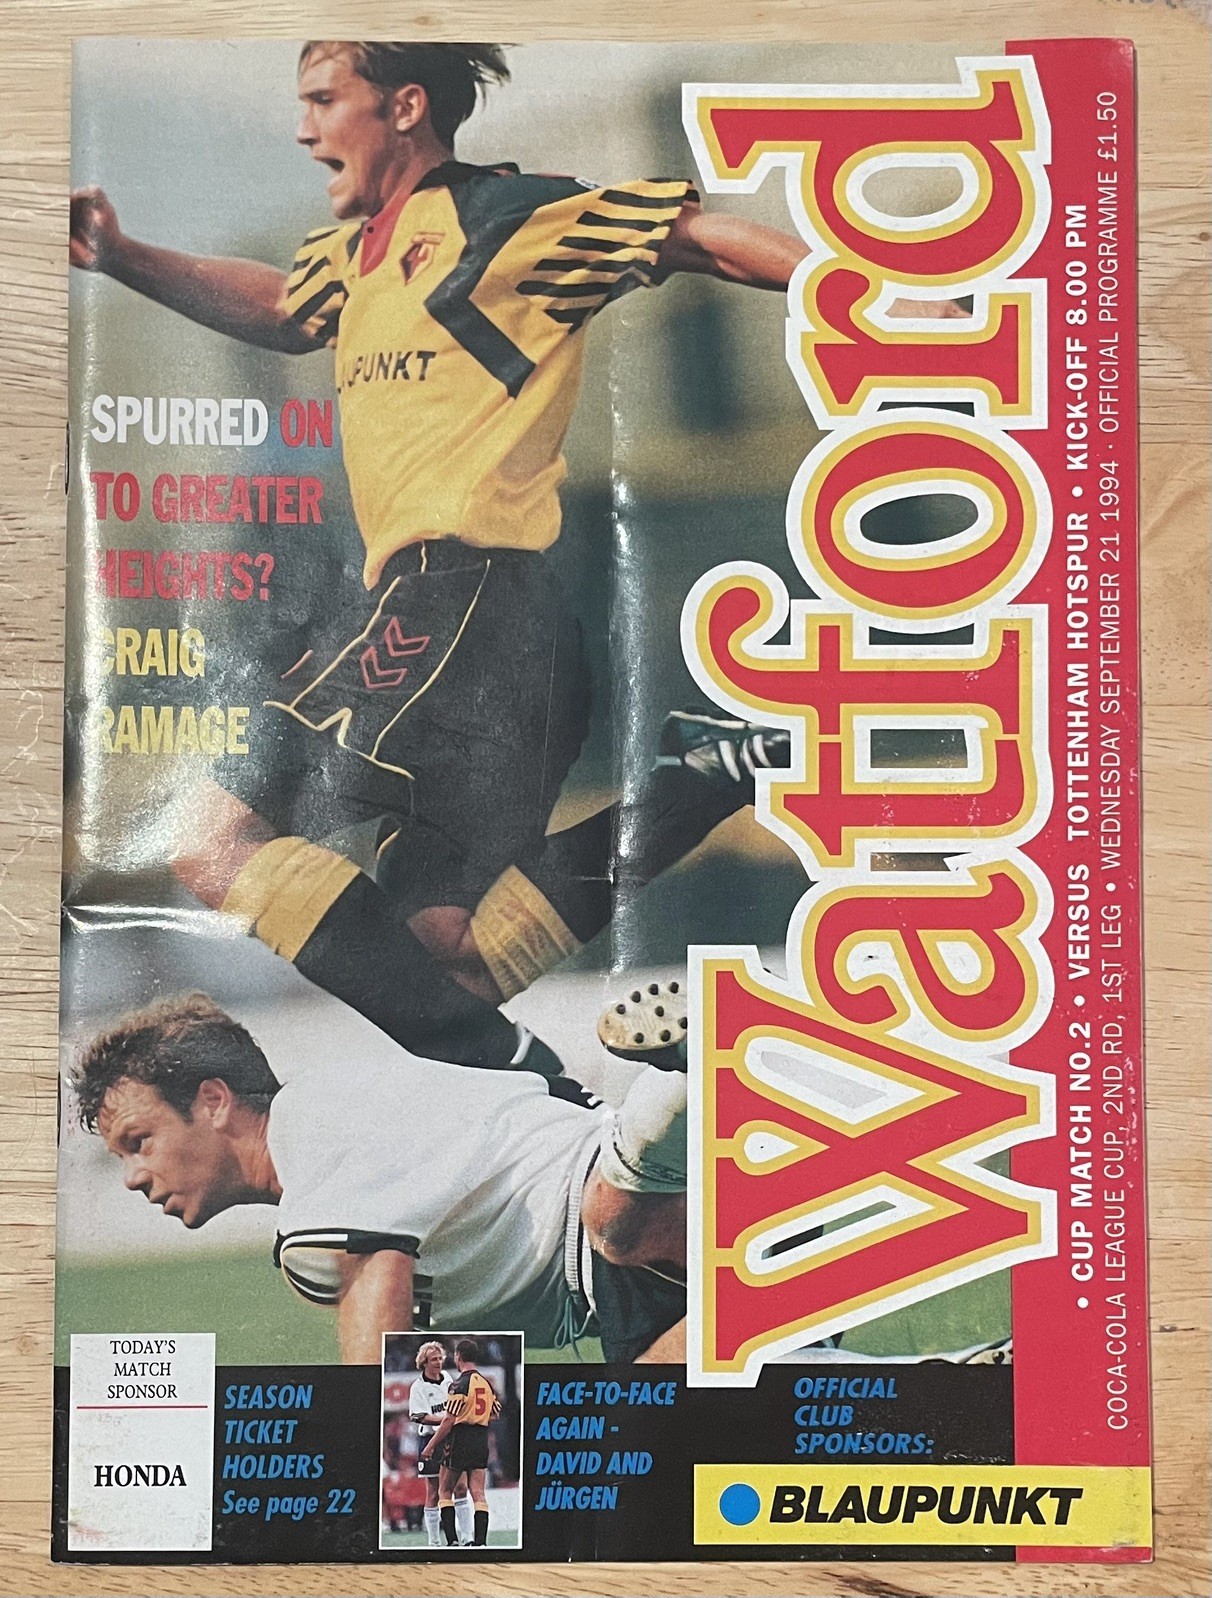 SPURRED ON
TO GREATER
HEIGHTS?
CRAIG
RAMAGE
Watford
• CUP MATCH NO.2 • VERSUS TOTTENHAM HOTSPUR • KICK-OFF 8.00 PM
COCA-COLA LEAGUE CUP, 2ND RD, 1ST LEG • WEDNESDAY SEPTEMBER 21 1994 · OFFICIAL PROGRAMME £1.50
TODAY'S
MATCH
SPONSOR
HONDA
SEASON
TICKET
HOLDERS
See page 22
5
FACE-TO-FACE
AGAIN -
DAVID AND
JÜRGEN
OFFICIAL
CLUB
SPONSORS:
BLAUPUNKT